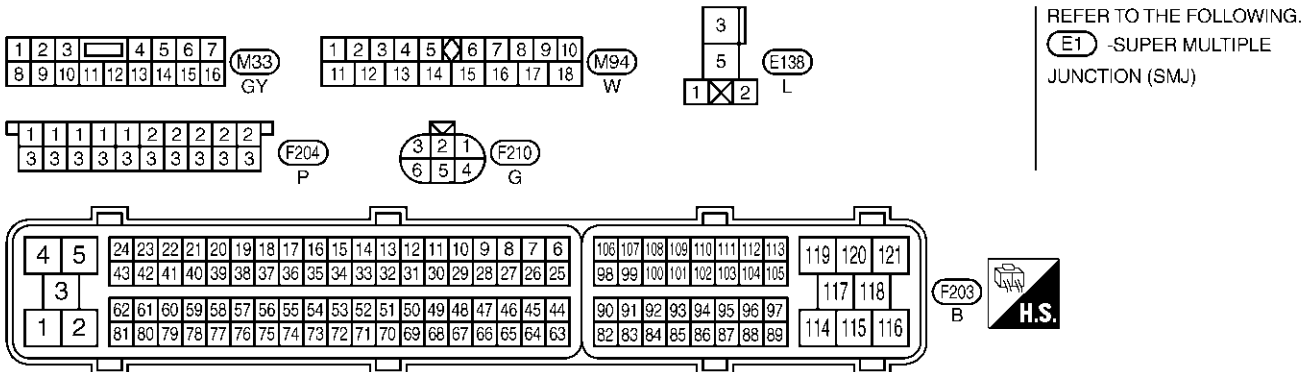 REFER TO THE FOLLOWING.
E1 -SUPER MULTIPLE
JUNCTION (SMJ)
1 2 3 4 5 6 7
8 9 10 11 12 13 14 15 16
M33
GY
1 2 3 4 5 6 7 8 9 10
11 12 13 14 15 16 17 18
M94
W
3
5
1 2
E138
L
1 1 1 1 1 2 2 2 2 2
3 3 3 3 3 3 3 3 3 3
F204
P
3 2 1
6 5 4
F210
G
4 5
3
1 2
24 23 22 21 20 19 18 17 16 15 14 13 12 11 10 9 8 7 6
43 42 41 40 39 38 37 36 35 34 33 32 31 30 29 28 27 26 25
62 61 60 59 58 57 56 55 54 53 52 51 50 49 48 47 46 45 44
81 80 79 78 77 76 75 74 73 72 71 70 69 68 67 66 65 64 63
106 107 108 109 110 111 112 113
98 99 100 101 102 103 104 105
90 91 92 93 94 95 96 97
82 83 84 85 86 87 88 89
119 120 121
117 118
114 115 116
F203
B
H.S.